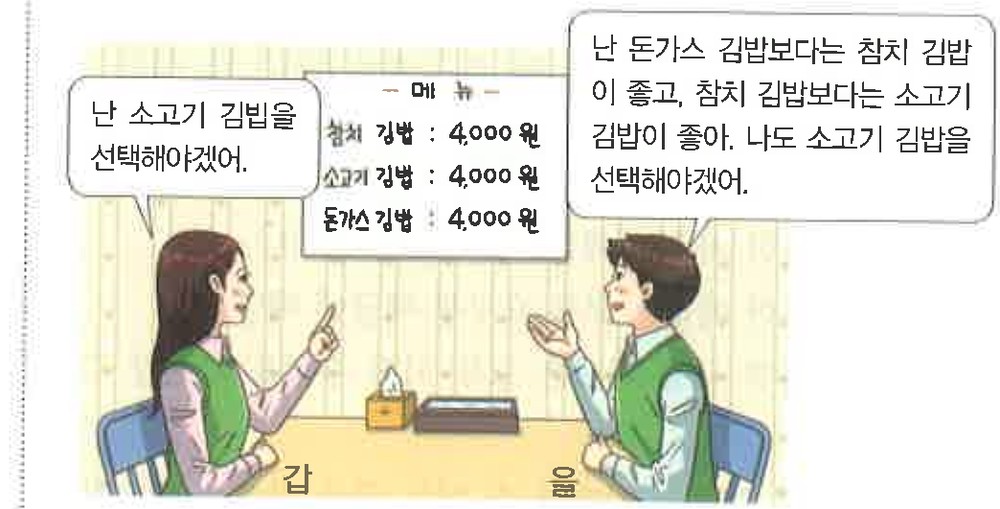 난 소고기 김밥을
선택해야겠어.
메 뉴
참치 김밥 : 4,000 원
소고기 김밥 : 4,000 원
돈가스 김밥 : 4,000 원
난 돈가스 김밥보다는 참치 김밥
이 좋고, 참치 김밥보다는 소고기
김밥이 좋아. 나도 소고기 김밥을
선택해야겠어.
갑
을